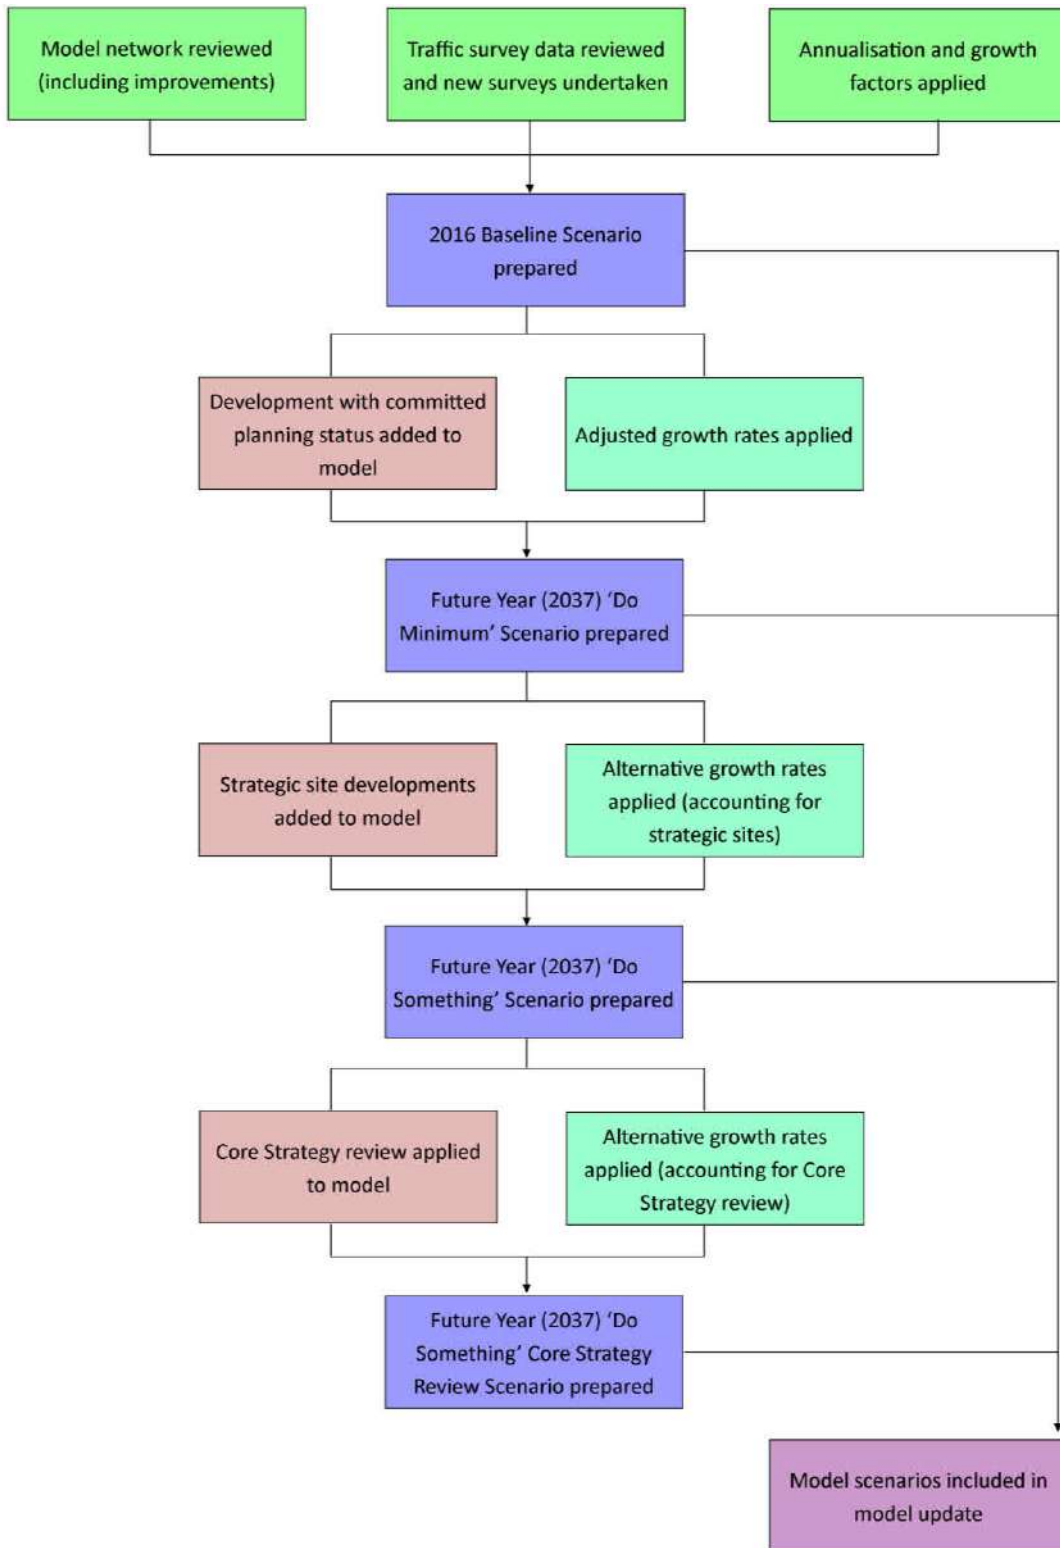 Model network reviewed
(including improvements)
Traffic survey data reviewed
and new surveys undertaken
Annualisation and growth
factors applied
2016 Baseline Scenario
prepared
Development with committed
planning status added to
model
Adjusted growth rates applied
Future Year (2037) ‘Do
Minimum’ Scenario prepared
Strategic site developments
added to model
Alternative growth rates
applied (accounting for
strategic sites)
Future Year (2037) ‘Do
Something’ Scenario prepared
Core Strategy review applied
to model
Alternative growth rates
applied (accounting for Core
Strategy review)
Future Year (2037) ‘Do
Something’ Core Strategy
Review Scenario prepared
Model scenarios included in
model update